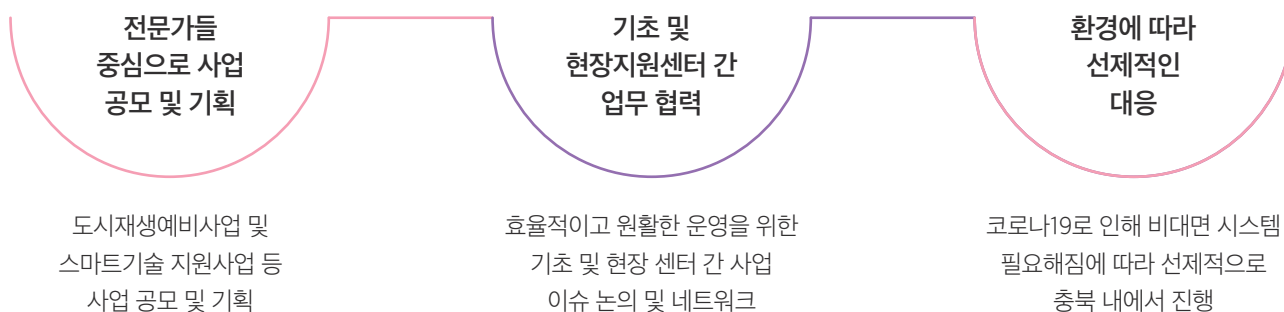 전문가들
중심으로 사업
공모 및 기획
도시재생예비사업 및
스마트기술 지원사업 등
사업 공모 및 기획
기초 및
현장지원센터 간
업무 협력
효율적이고 원활한 운영을 위한
기초 및 현장 센터 간 사업
이슈 논의 및 네트워크
환경에 따라
선제적인
대응
코로나19로 인해 비대면 시스템
필요해짐에 따라 선제적으로
충북 내에서 진행